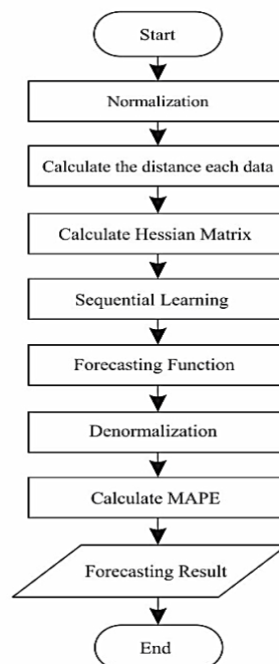 Start
Normalization
Calculate the distance each data
Calculate Hessian Matrix
Sequential Learning
Forecasting Function
Denormalization
Calculate MAPE
Forecasting Result
End